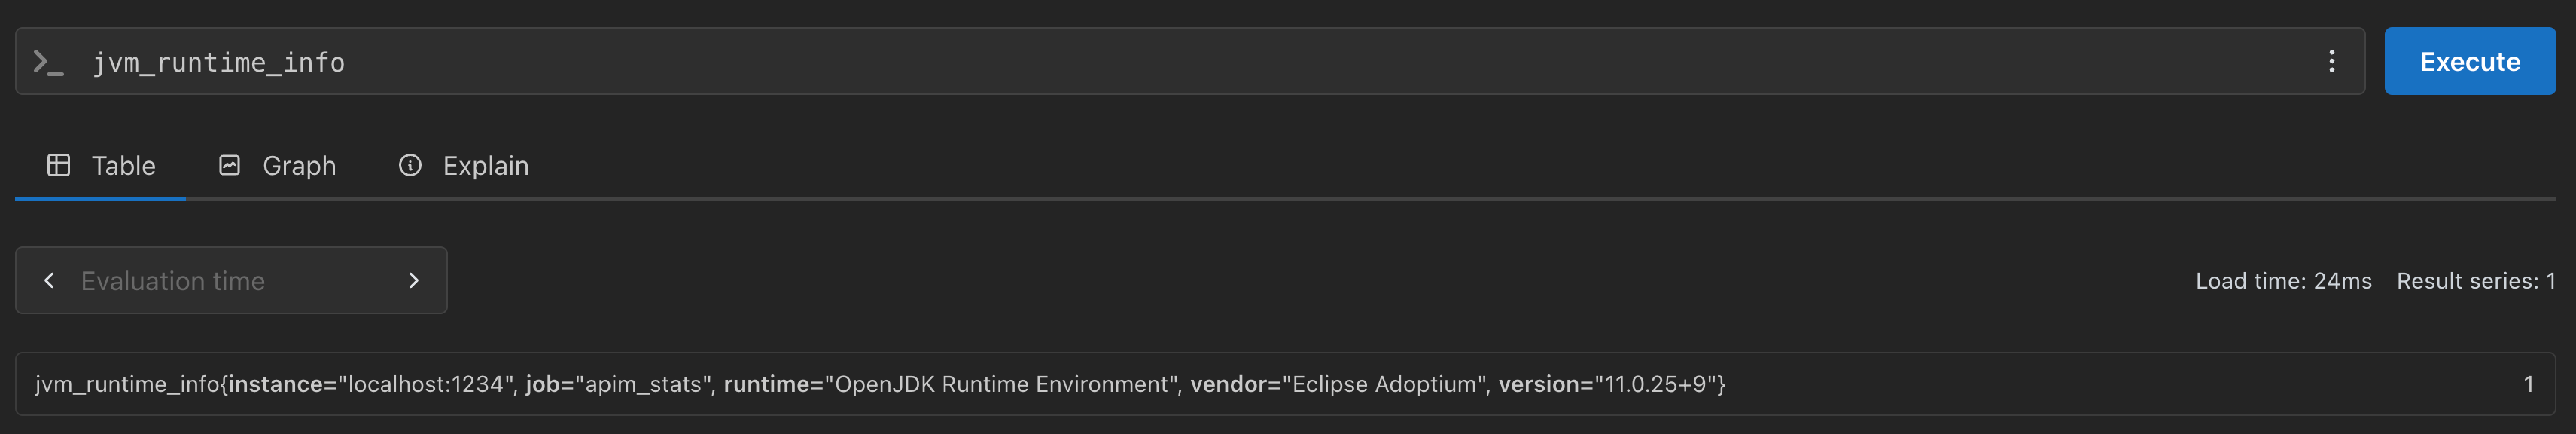 >_ jvm_runtime_info Execute
Table Graph Explain
Evaluation time Load time: 24ms Result series: 1
jvm_runtime_info{instance="localhost:1234", job="apim_stats", runtime="OpenJDK Runtime Environment", vendor="Eclipse Adoptium", version="11.0.25+9"} 1